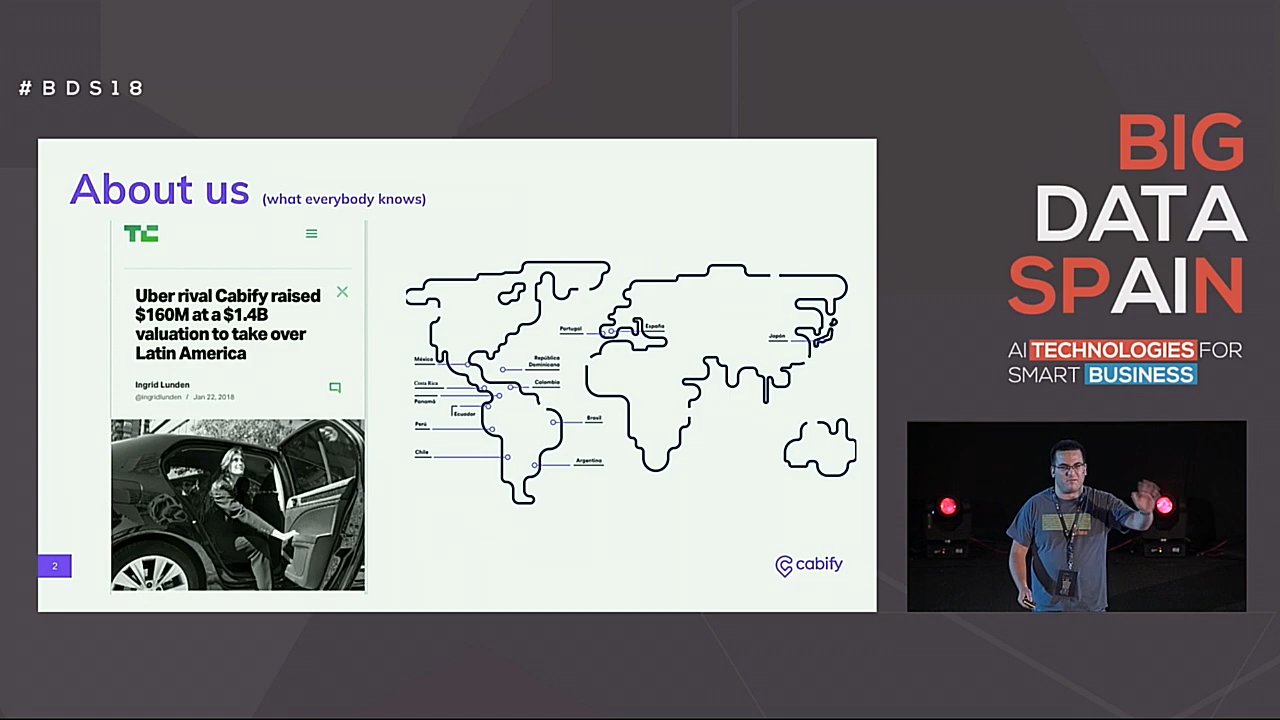 #BDS18
About us (what everybody knows)
TC
Uber rival Cabify raised
$160M at a $1.4B
valuation to take over
Latin America
Ingrid Lunden
@ingridlunden / Jan 22, 2018
Portugal
España
Japón
México
República
Dominicana
Costa Rica
Colombia
Panamá
Ecuador
Perú
Brasil
Chile
Argentina
2
cabify
BIG
DATA
SPAIN
AI TECHNOLOGIES FOR
SMART BUSINESS